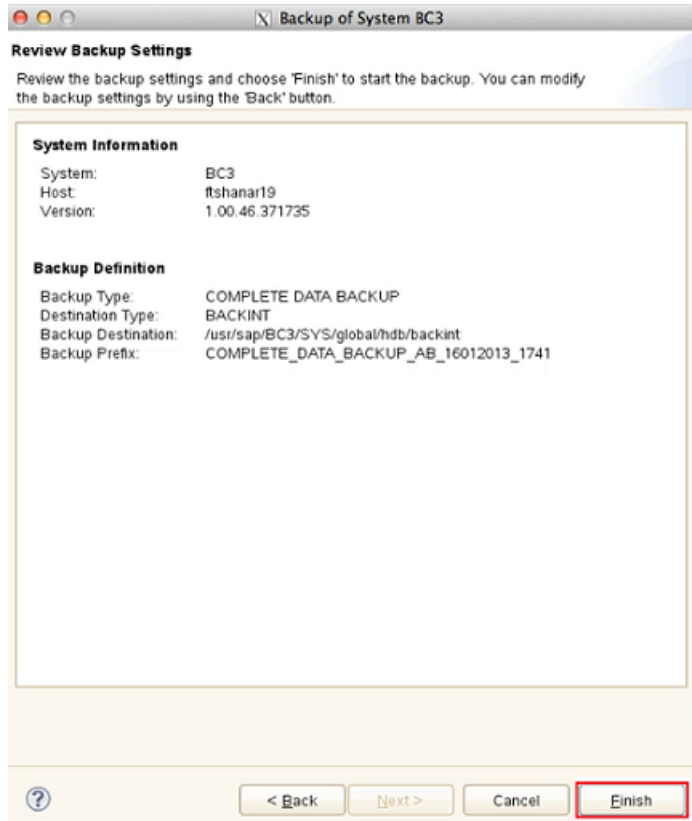 X Backup of System BC3
Review Backup Settings
Review the backup settings and choose 'Finish' to start the backup. You can modify
the backup settings by using the 'Back' button.
System Information
System: BC3
Host: ftshanar19
Version: 1.00.46.371735
Backup Definition
Backup Type: COMPLETE DATA BACKUP
Destination Type: BACKINT
Backup Destination: /usr/sap/BC3/SYS/global/hdb/backint
Backup Prefix: COMPLETE_DATA_BACKUP_AB_16012013_1741
? < Back Next > Cancel Finish